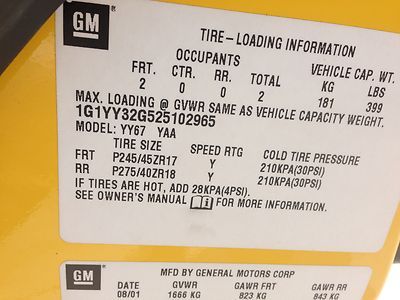 GM
TIRE-LOADING INFORMATION
OCCUPANTS VEHICLE CAP. WT.
FRT. CTR. RR. TOTAL KG LBS
2 0 0 2 181 399
MAX. LOADING @ GVWR SAME AS VEHICLE CAPACITY WEIGHT.
1G1YY32G525102965
MODEL: YY67 YAA
TIRE SIZE SPEED RTG COLD TIRE PRESSURE
FRT P245/45ZR17 Y 210KPA(30PSI)
RR P275/40ZR18 Y 210KPA(30PSI)
IF TIRES ARE HOT, ADD 28KPA(4PSI).
SEE OWNER'S MANUAL i FOR MORE INFORMATION.
GM
MFD BY GENERAL MOTORS CORP
DATE GVWR GAWR FRT GAWR RR
08/01 1666 KG 823 KG 843 KG